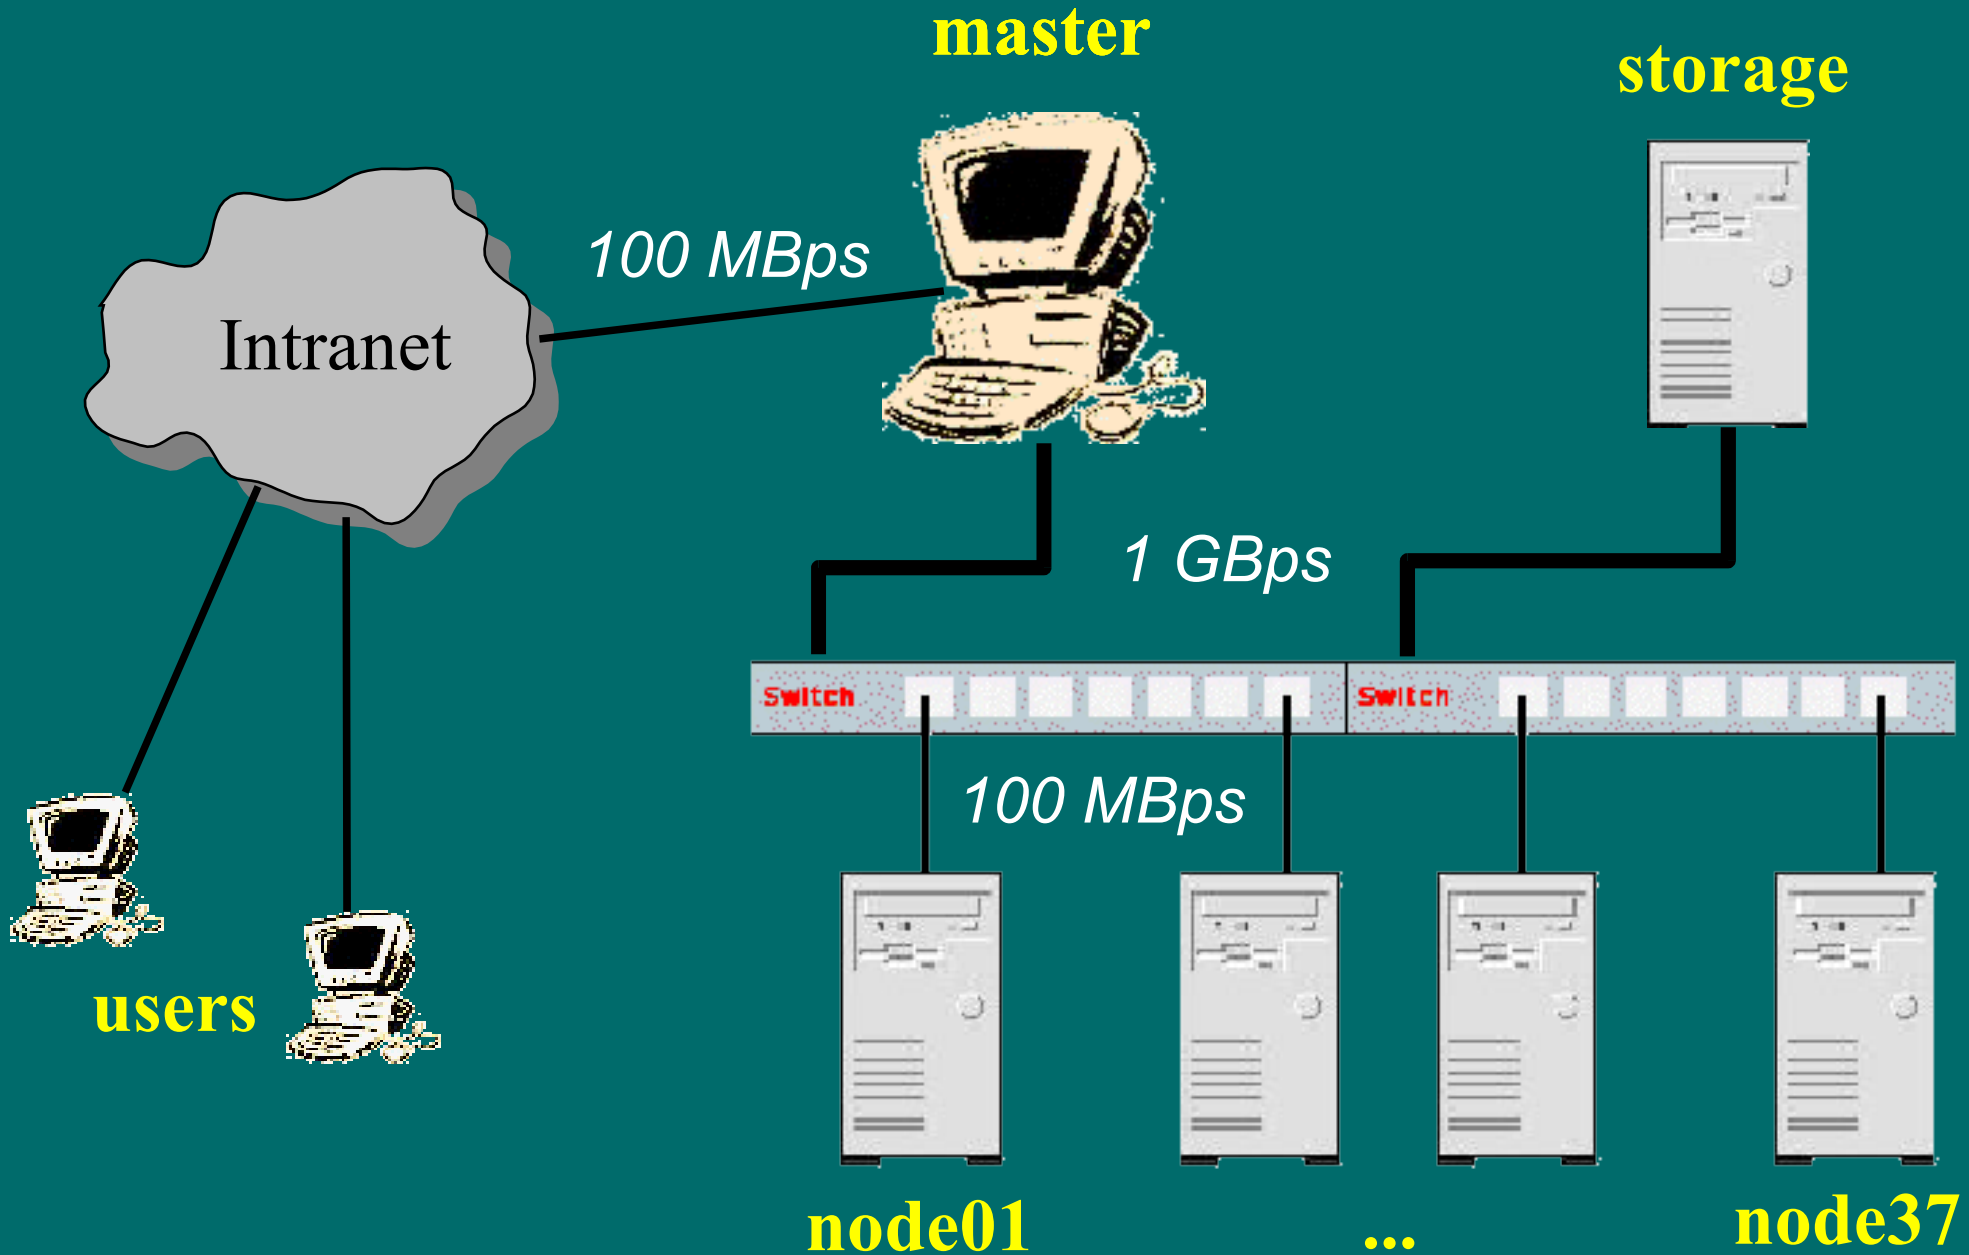 master
storage
100 MBps
Intranet
1 GBps
Switch
Switch
100 MBps
users
node01
...
node37